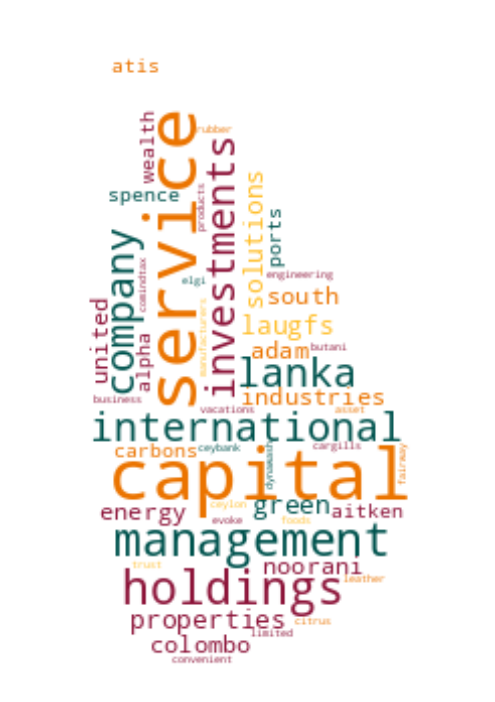 atis
wealth
service
rubber
investments
spence
products
solutions
ports
company
comindtax
elgi
engineering
south
united
alpha
manufacturers
laugfs
adam
butani
lanka
business
industries
vacations
asset
international
carbons
ceybank
dynawash
cargills
fairway
capital
energy
ceylon
green
aitken
evoke
foods
management
trust
noorani
leather
holdings
properties
citrus
limited
colombo
convenient